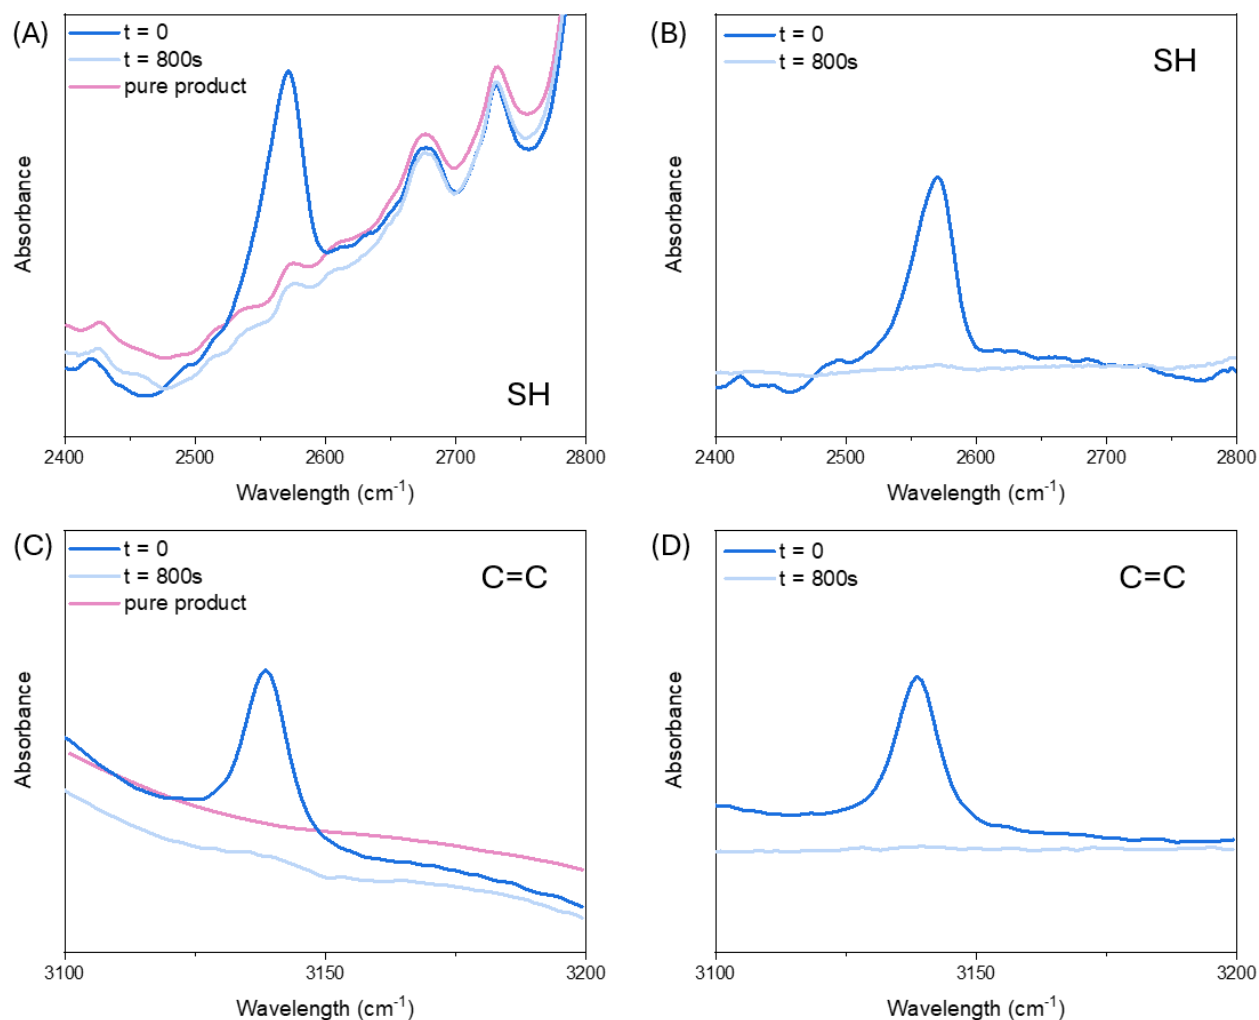 (A)
t = 0
t = 800s
pure product
Absorbance
SH
2400 2500 2600 2700 2800
Wavelength (cm⁻¹)
(B)
t = 0
t = 800s
SH
Absorbance
2400 2500 2600 2700 2800
Wavelength (cm⁻¹)
(C)
t = 0
t = 800s
pure product
C=C
Absorbance
3100 3150 3200
Wavelength (cm⁻¹)
(D)
t = 0
t = 800s
C=C
Absorbance
3100 3150 3200
Wavelength (cm⁻¹)